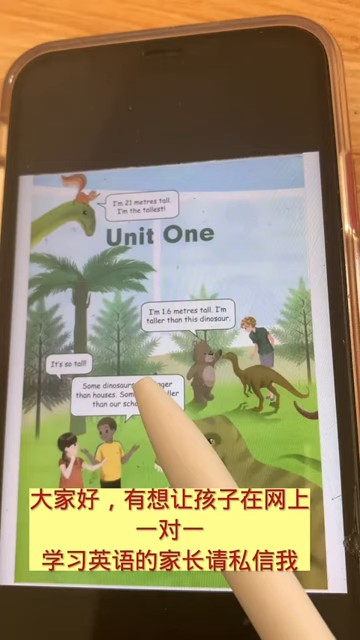 I'm 21 metres tall.
I'm the tallest!
Unit One
I'm 1.6 metres tall. I'm
taller than this dinosaur.
It's so tall!
Some dinosaurs
than houses. Som
than our sch
大家好，有想让孩子在网上
一对一
学习英语的家长请私信我